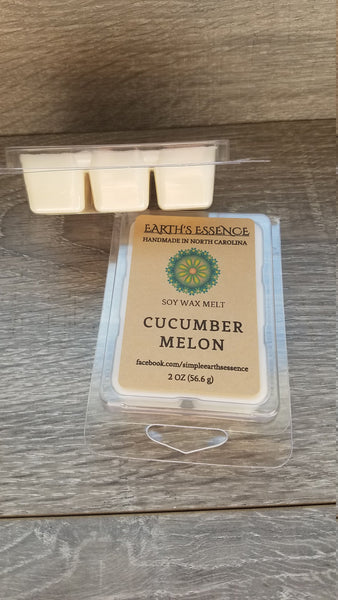 EARTH'S ESSENCE
HANDMADE IN NORTH CAROLINA
SOY WAX MELT
CUCUMBER
MELON
facebook.com/simpleearthsessence
2 OZ (56.6 g)